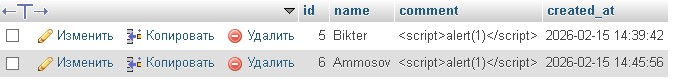 id name comment created_at
Изменить Копировать Удалить 5 Bikter <script>alert(1)</script> 2026-02-15 14:39:42
Изменить Копировать Удалить 6 Ammosov <script>alert(1)</script> 2026-02-15 14:45:56